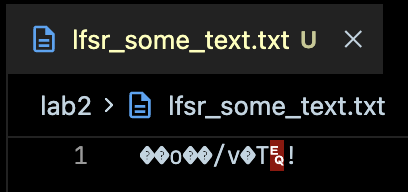 lfsr_some_text.txt U
lab2 > lfsr_some_text.txt
1 ��o��/v�T␅!